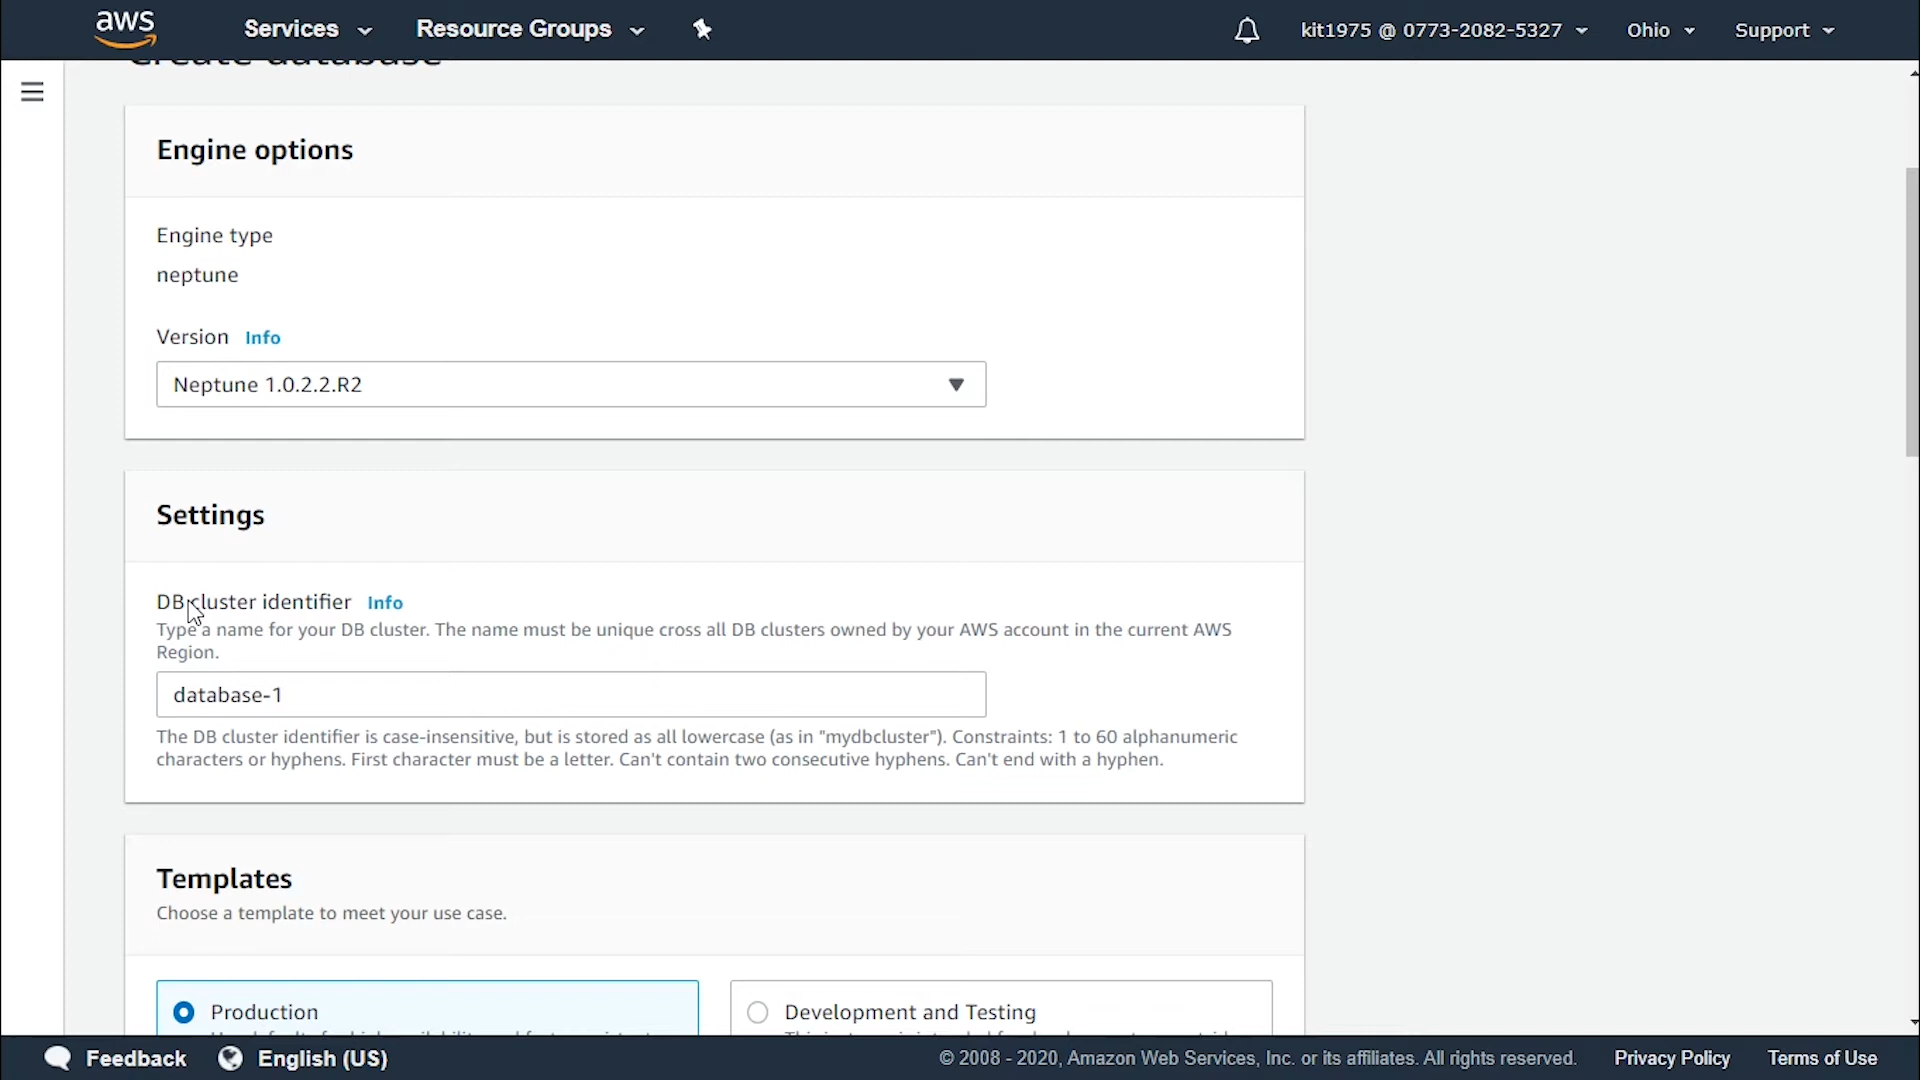 aws
Services
Resource Groups
kit1975 @ 0773-2082-5327
Ohio
Support
Create database
Engine options
Engine type
neptune
Version Info
Neptune 1.0.2.2.R2
Settings
DB cluster identifier Info
Type a name for your DB cluster. The name must be unique cross all DB clusters owned by your AWS account in the current AWS
Region.
database-1
The DB cluster identifier is case-insensitive, but is stored as all lowercase (as in "mydbcluster"). Constraints: 1 to 60 alphanumeric
characters or hyphens. First character must be a letter. Can't contain two consecutive hyphens. Can't end with a hyphen.
Templates
Choose a template to meet your use case.
Production
Development and Testing
Feedback
English (US)
© 2008 - 2020, Amazon Web Services, Inc. or its affiliates. All rights reserved.
Privacy Policy
Terms of Use